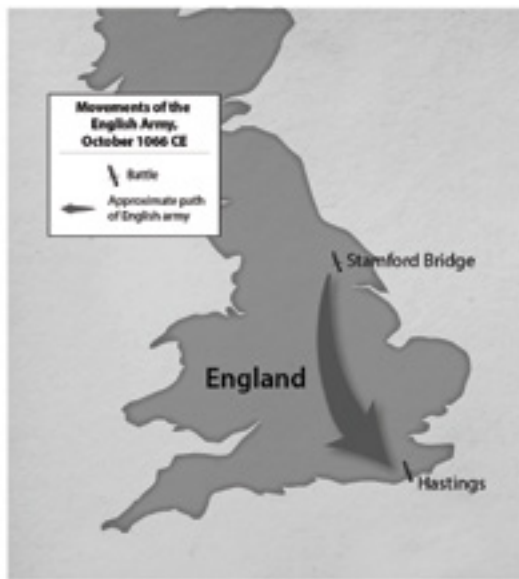 Movements of the
English Army,
October 1066 CE
Battle
Approximate path
of English army
Stamford Bridge
England
Hastings